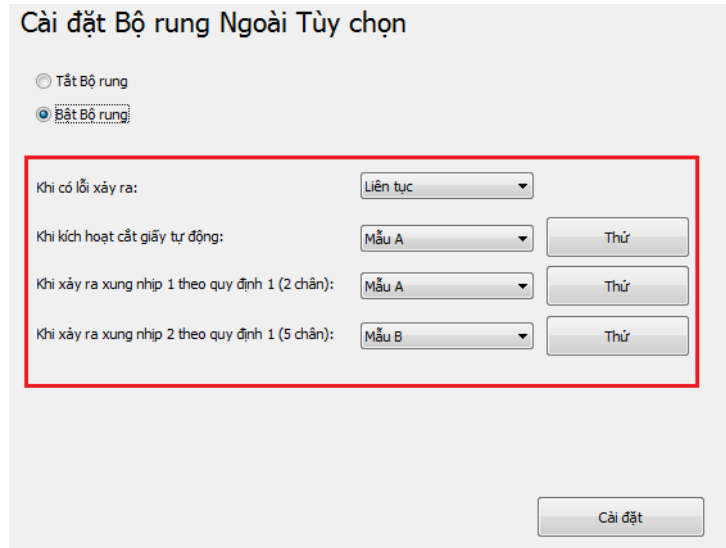 Cài đặt Bộ rung Ngoài Tùy chọn
Tắt Bộ rung
Bật Bộ rung
Khi có lỗi xảy ra: Liên tục
Khi kích hoạt cắt giấy tự động: Mẫu A Thử
Khi xảy ra xung nhịp 1 theo quy định 1 (2 chân): Mẫu A Thử
Khi xảy ra xung nhịp 2 theo quy định 1 (5 chân): Mẫu B Thử
Cài đặt